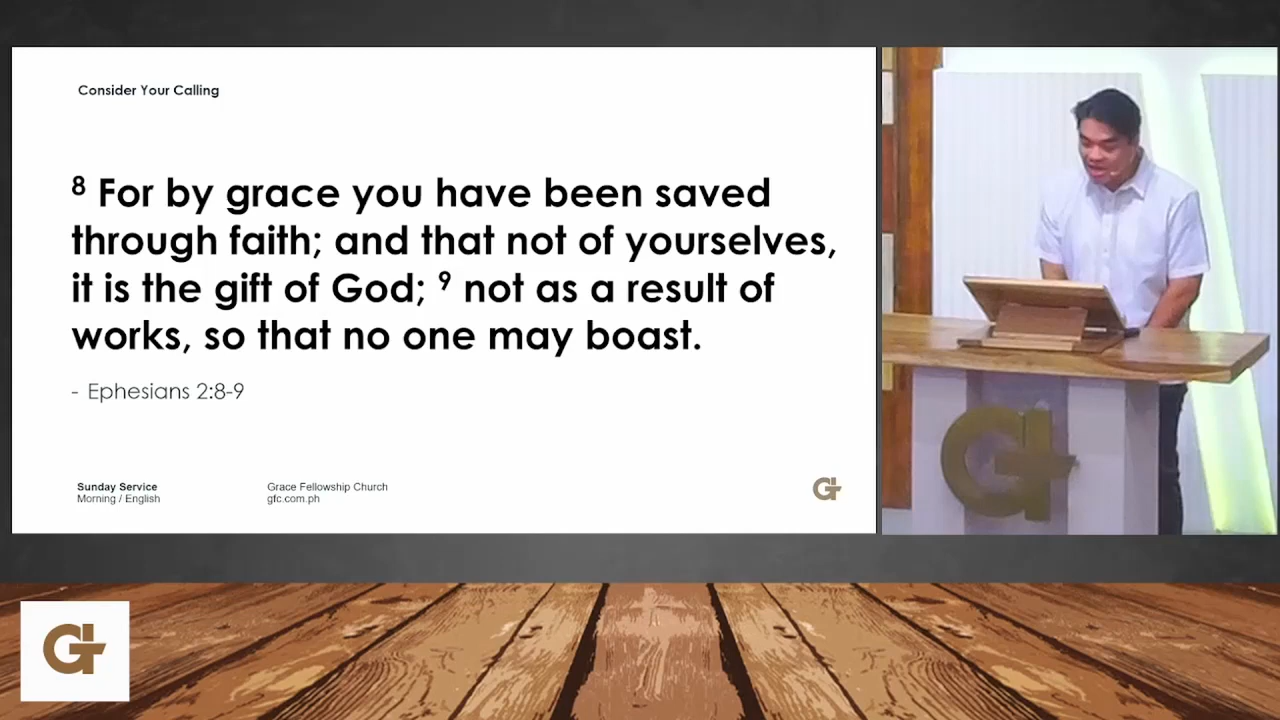 Consider Your Calling
8 For by grace you have been saved
through faith; and that not of yourselves,
it is the gift of God; 9 not as a result of
works, so that no one may boast.
- Ephesians 2:8-9
Sunday Service
Morning / English
Grace Fellowship Church
gfc.com.ph